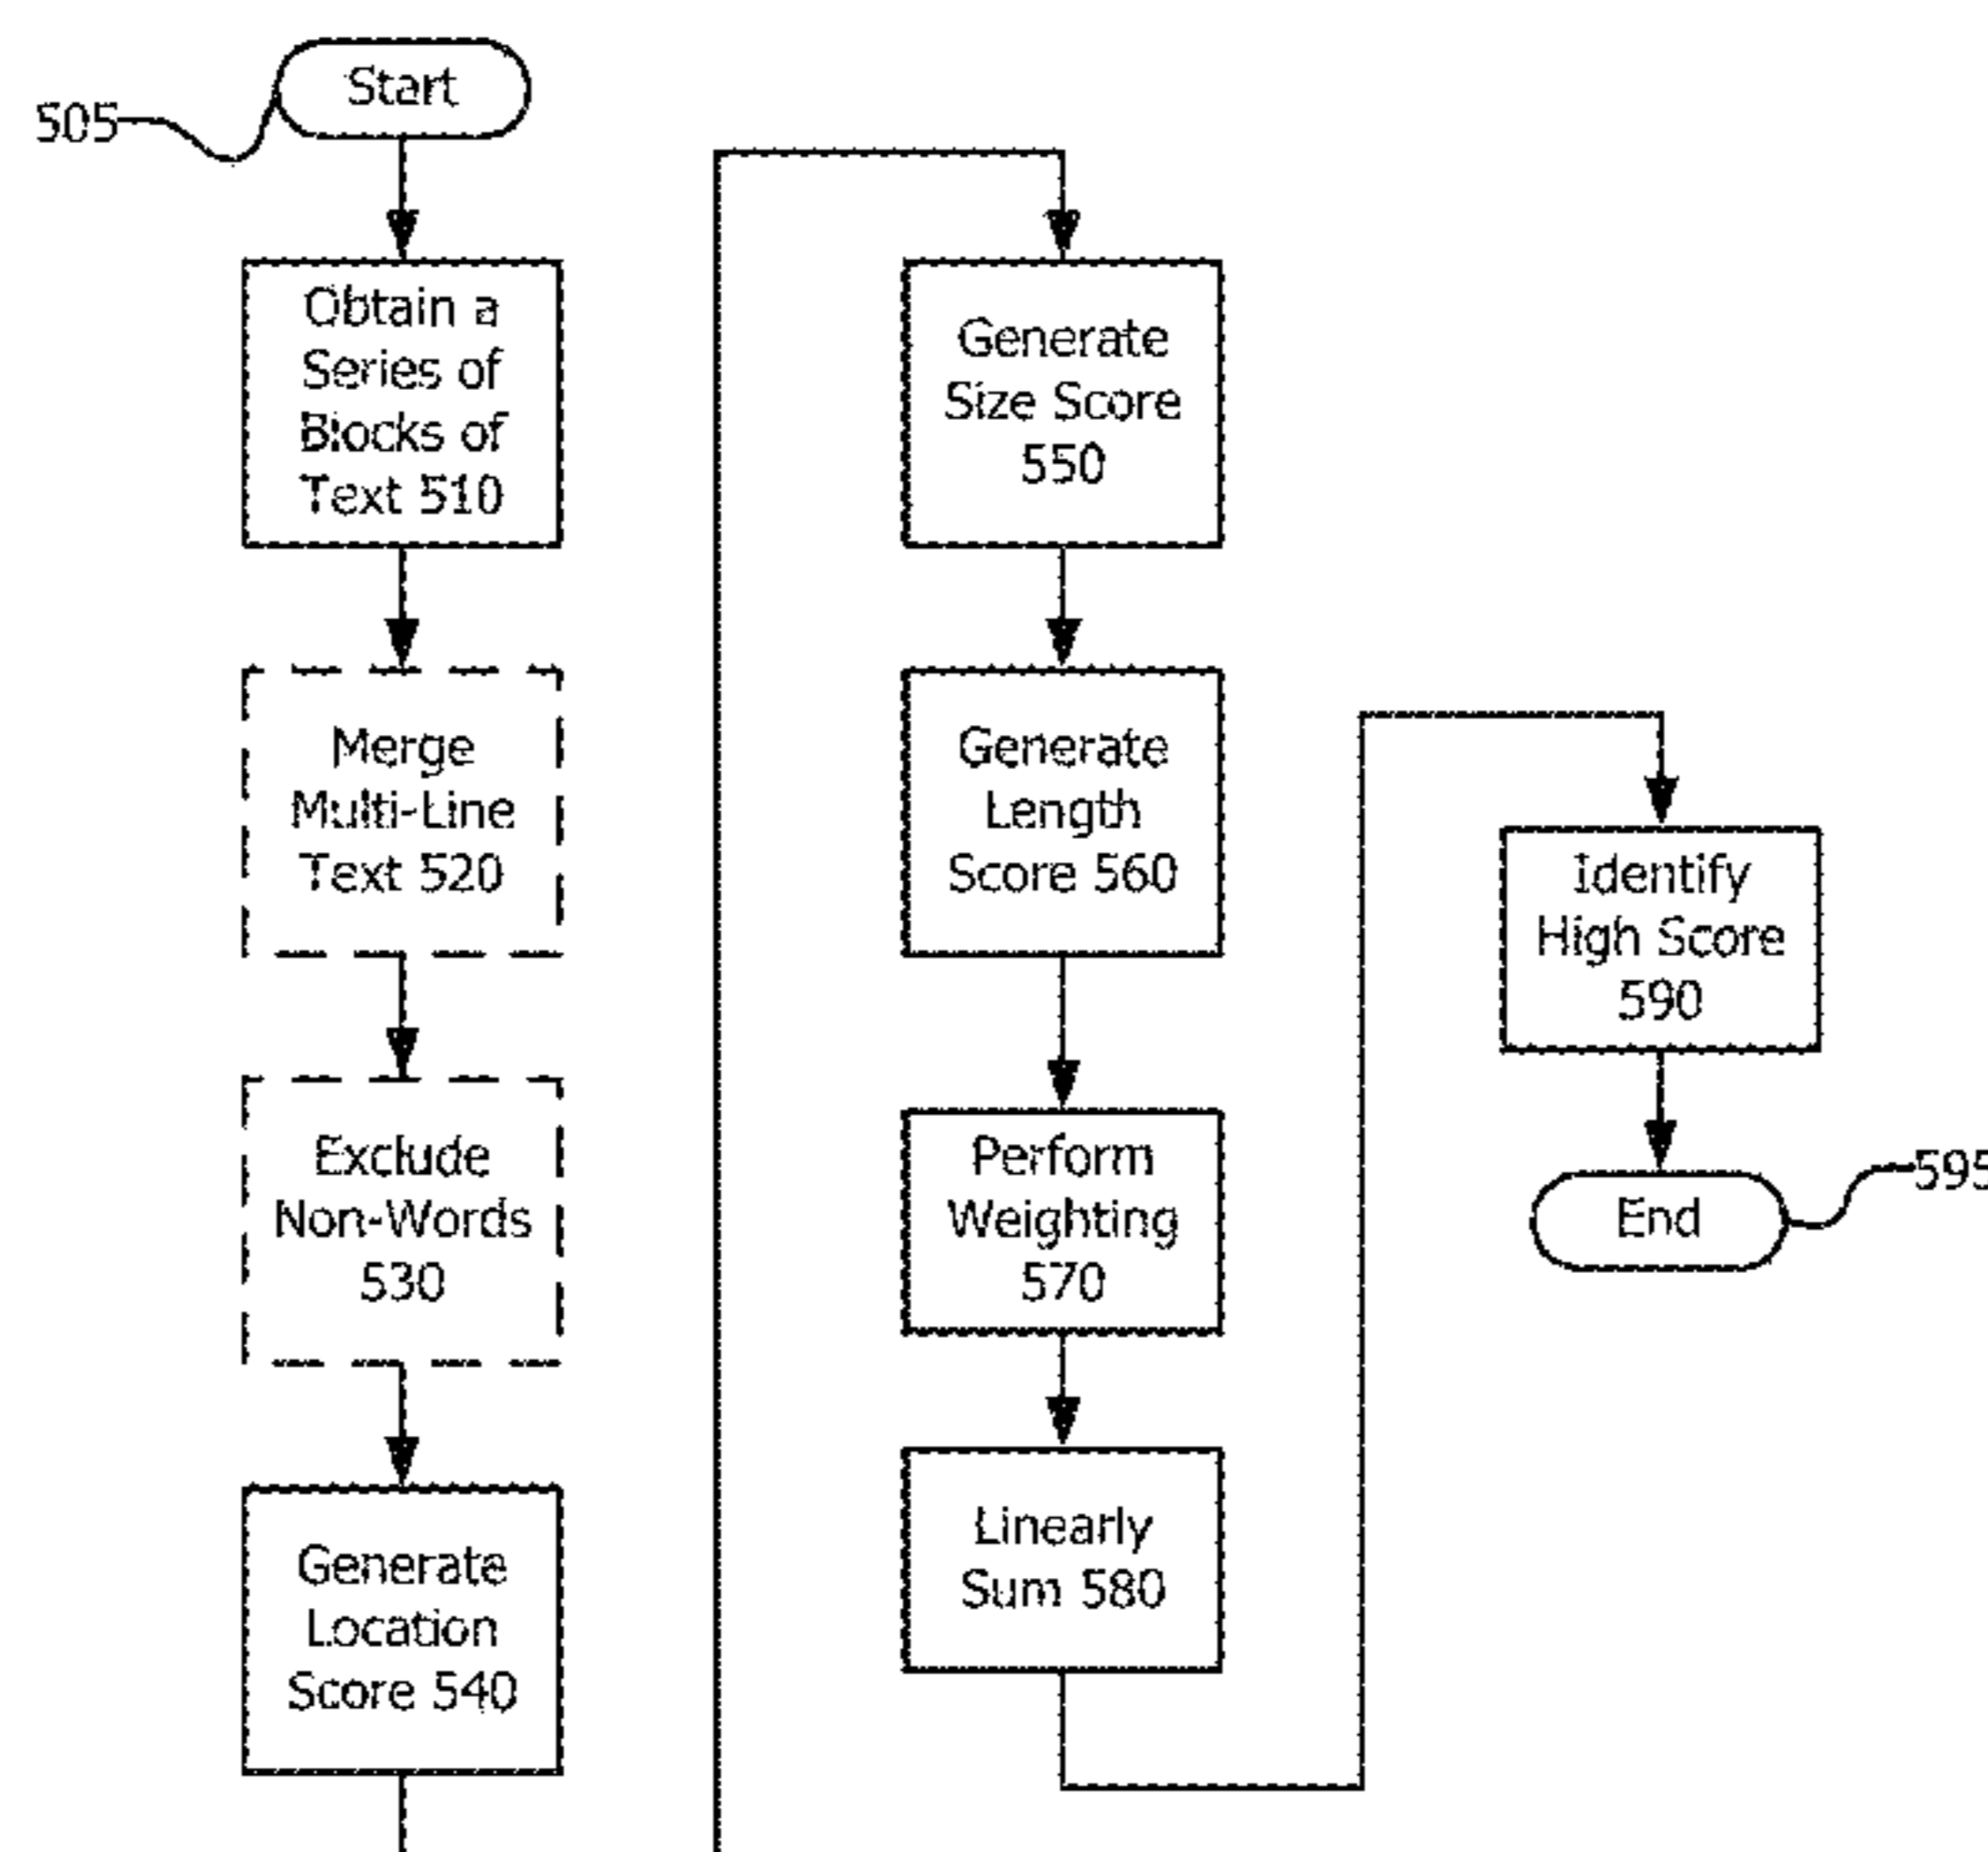 Start
505
Obtain a
Series of
Blocks of
Text 510
Merge
Multi-Line
Text 520
Exclude
Non-Words
530
Generate
Location
Score 540
Generate
Size Score
550
Generate
Length
Score 560
Perform
Weighting
570
Linearly
Sum 580
Identify
High Score
590
End
595